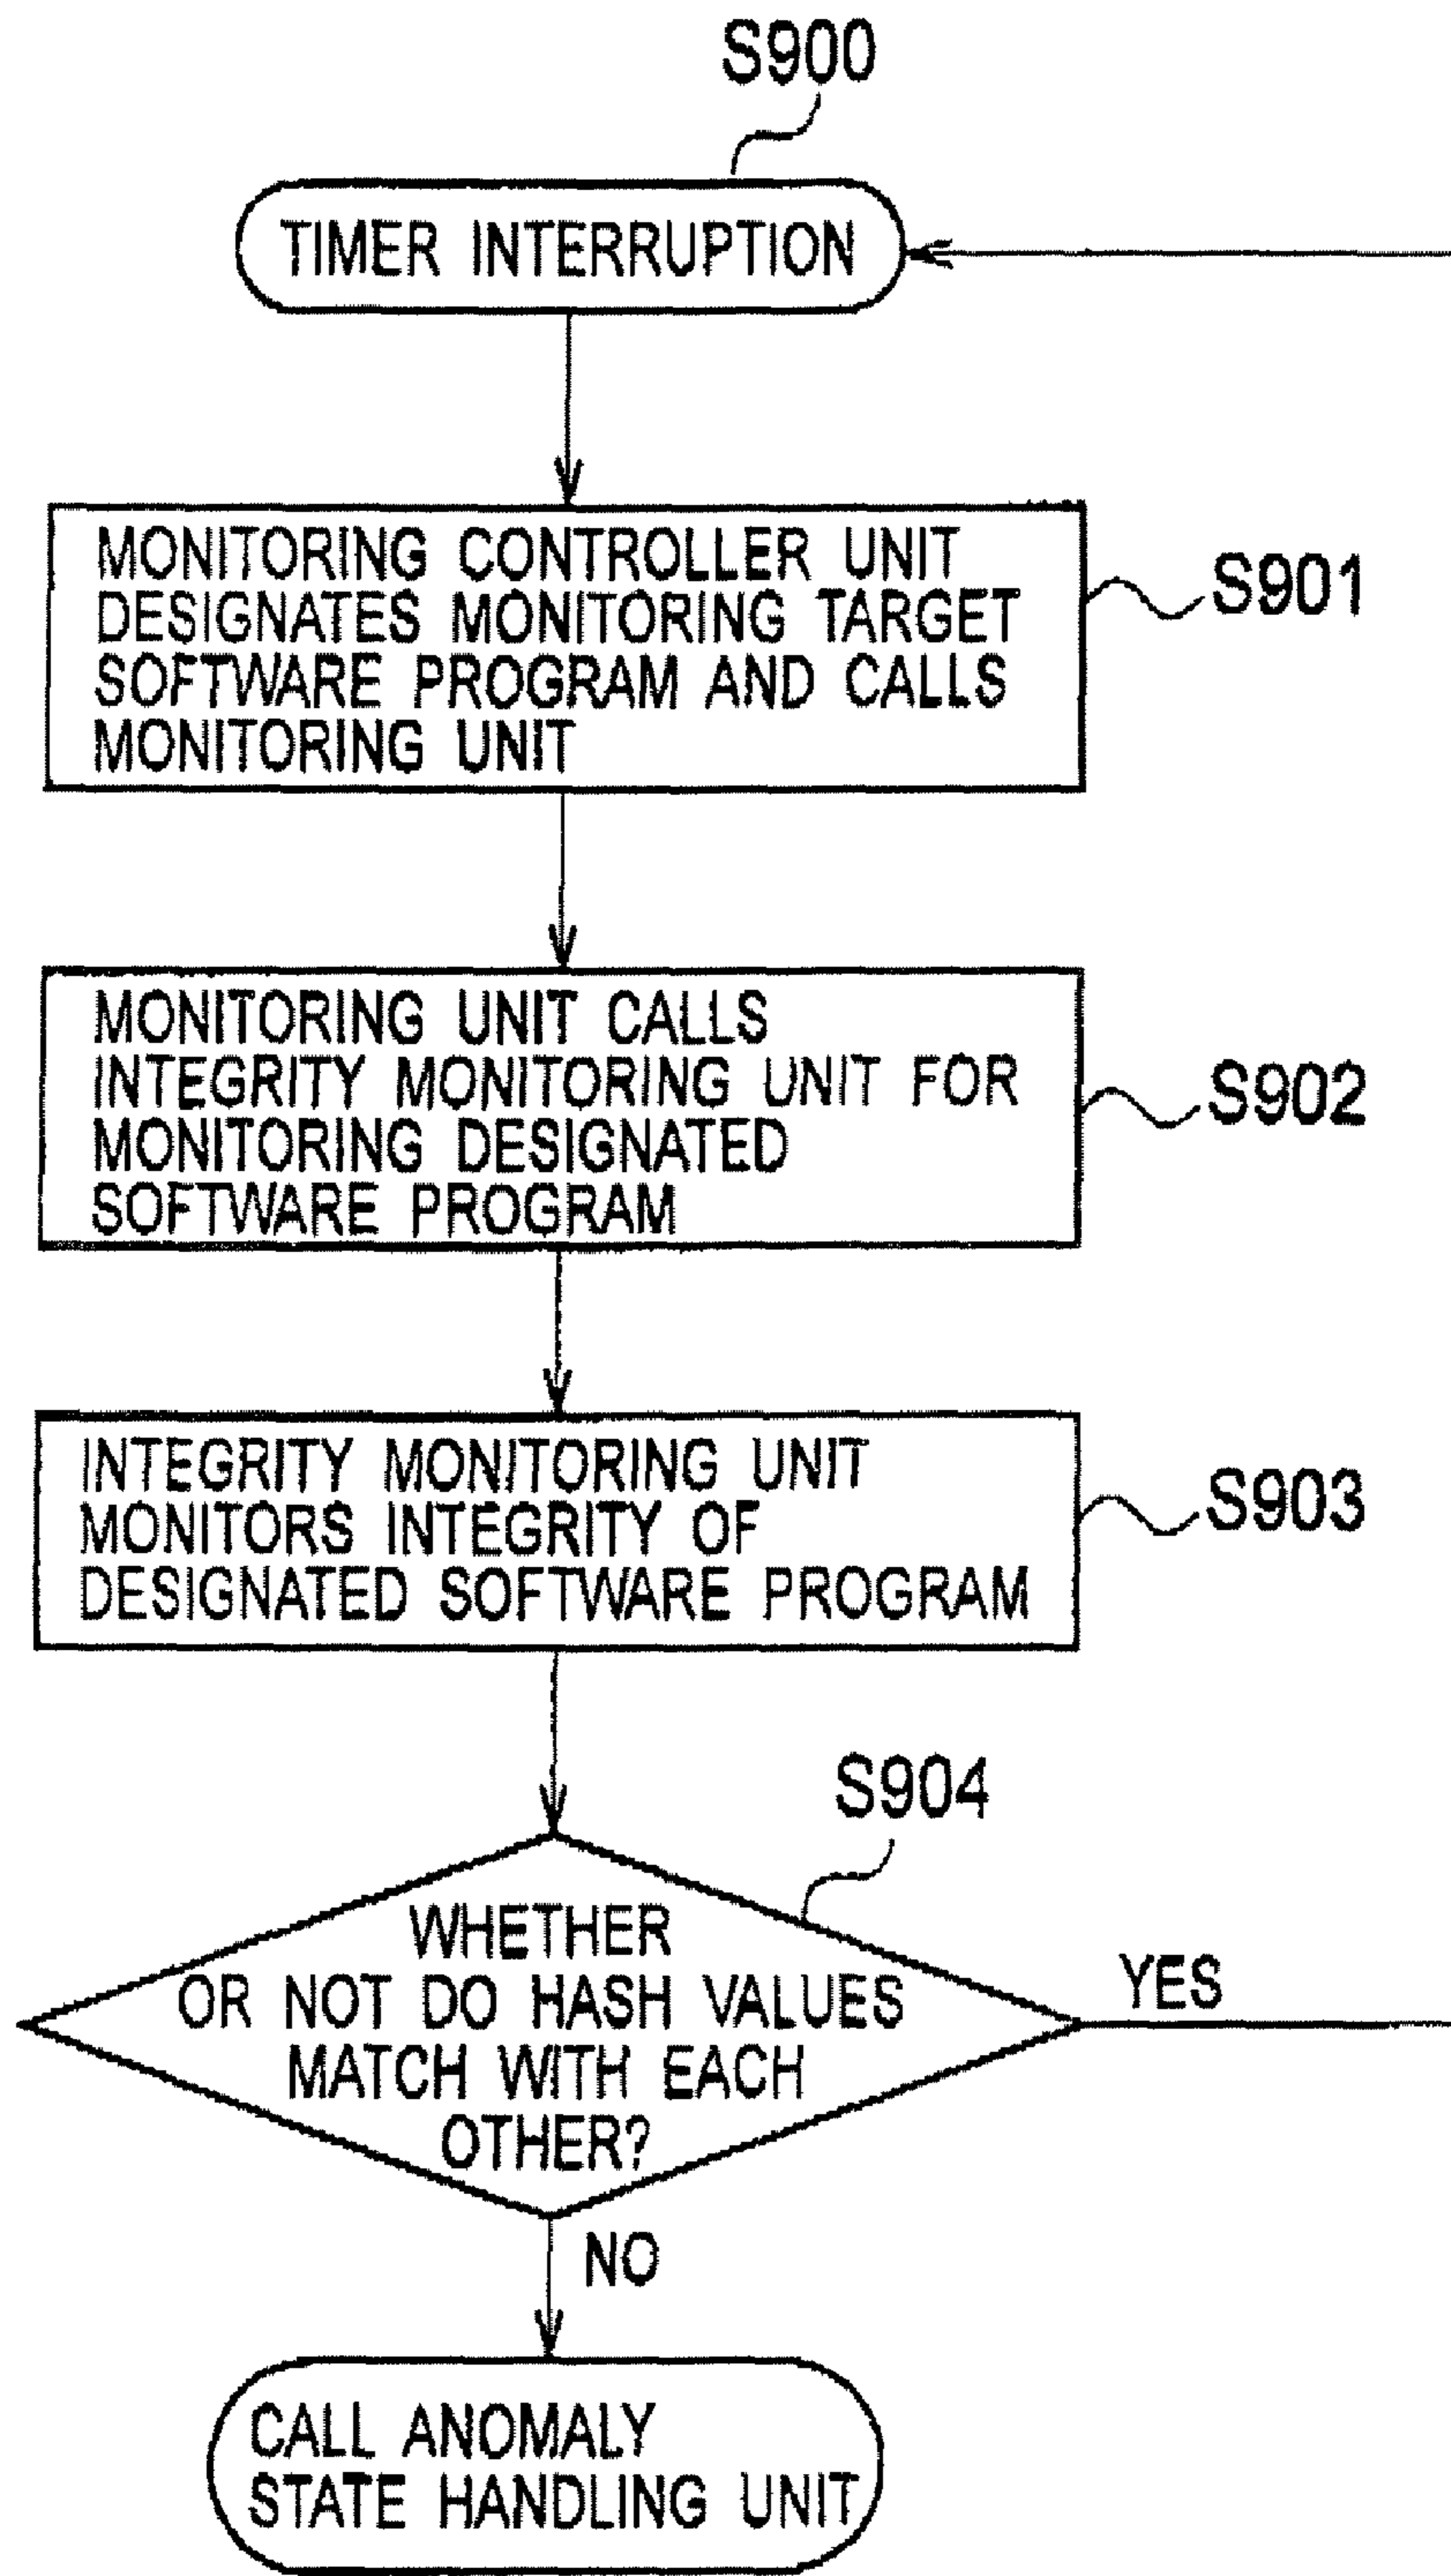 S900
TIMER INTERRUPTION
MONITORING CONTROLLER UNIT
DESIGNATES MONITORING TARGET
SOFTWARE PROGRAM AND CALLS
MONITORING UNIT
S901
MONITORING UNIT CALLS
INTEGRITY MONITORING UNIT FOR
MONITORING DESIGNATED
SOFTWARE PROGRAM
S902
INTEGRITY MONITORING UNIT
MONITORS INTEGRITY OF
DESIGNATED SOFTWARE PROGRAM
S903
S904
WHETHER
OR NOT DO HASH VALUES
MATCH WITH EACH
OTHER?
YES
NO
CALL ANOMALY
STATE HANDLING UNIT